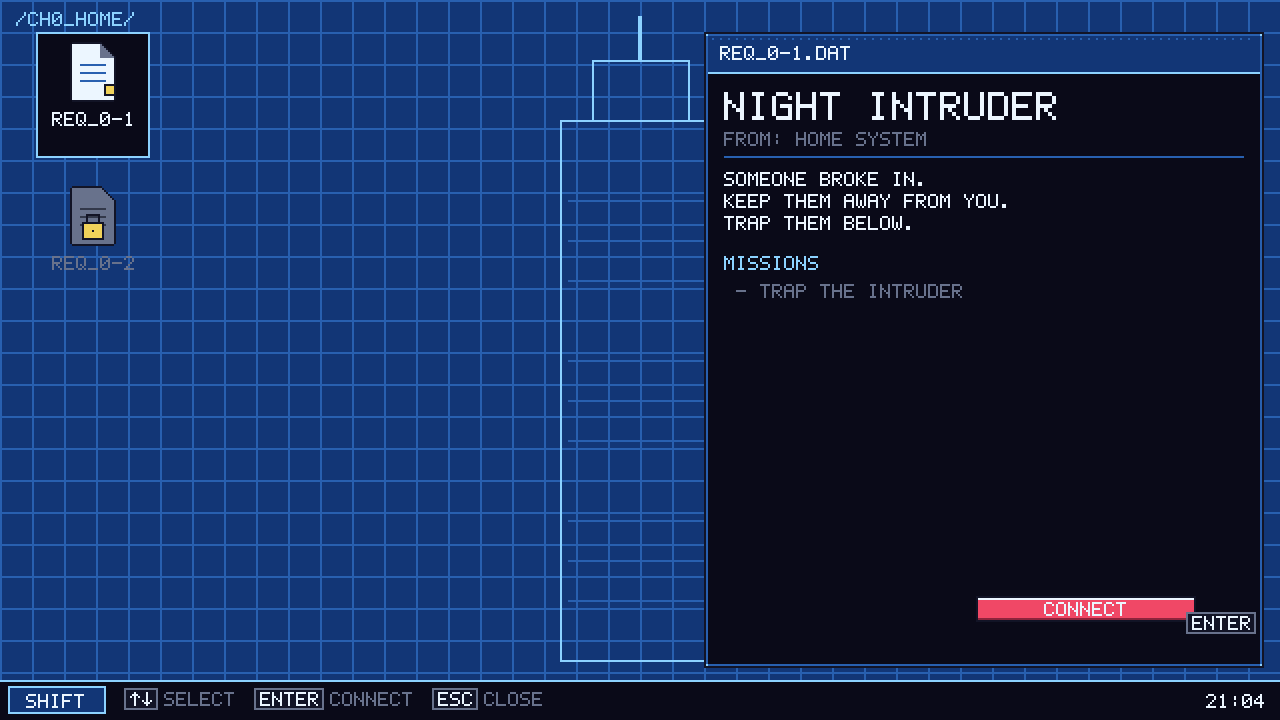 /CH0_HOME/
REQ_0-1
REQ_0-2
REQ_0-1.DAT
NIGHT INTRUDER
FROM: HOME SYSTEM
SOMEONE BROKE IN.
KEEP THEM AWAY FROM YOU.
TRAP THEM BELOW.
MISSIONS
- TRAP THE INTRUDER
CONNECT
ENTER
SHIFT ↑↓ SELECT ENTER CONNECT ESC CLOSE 21:04